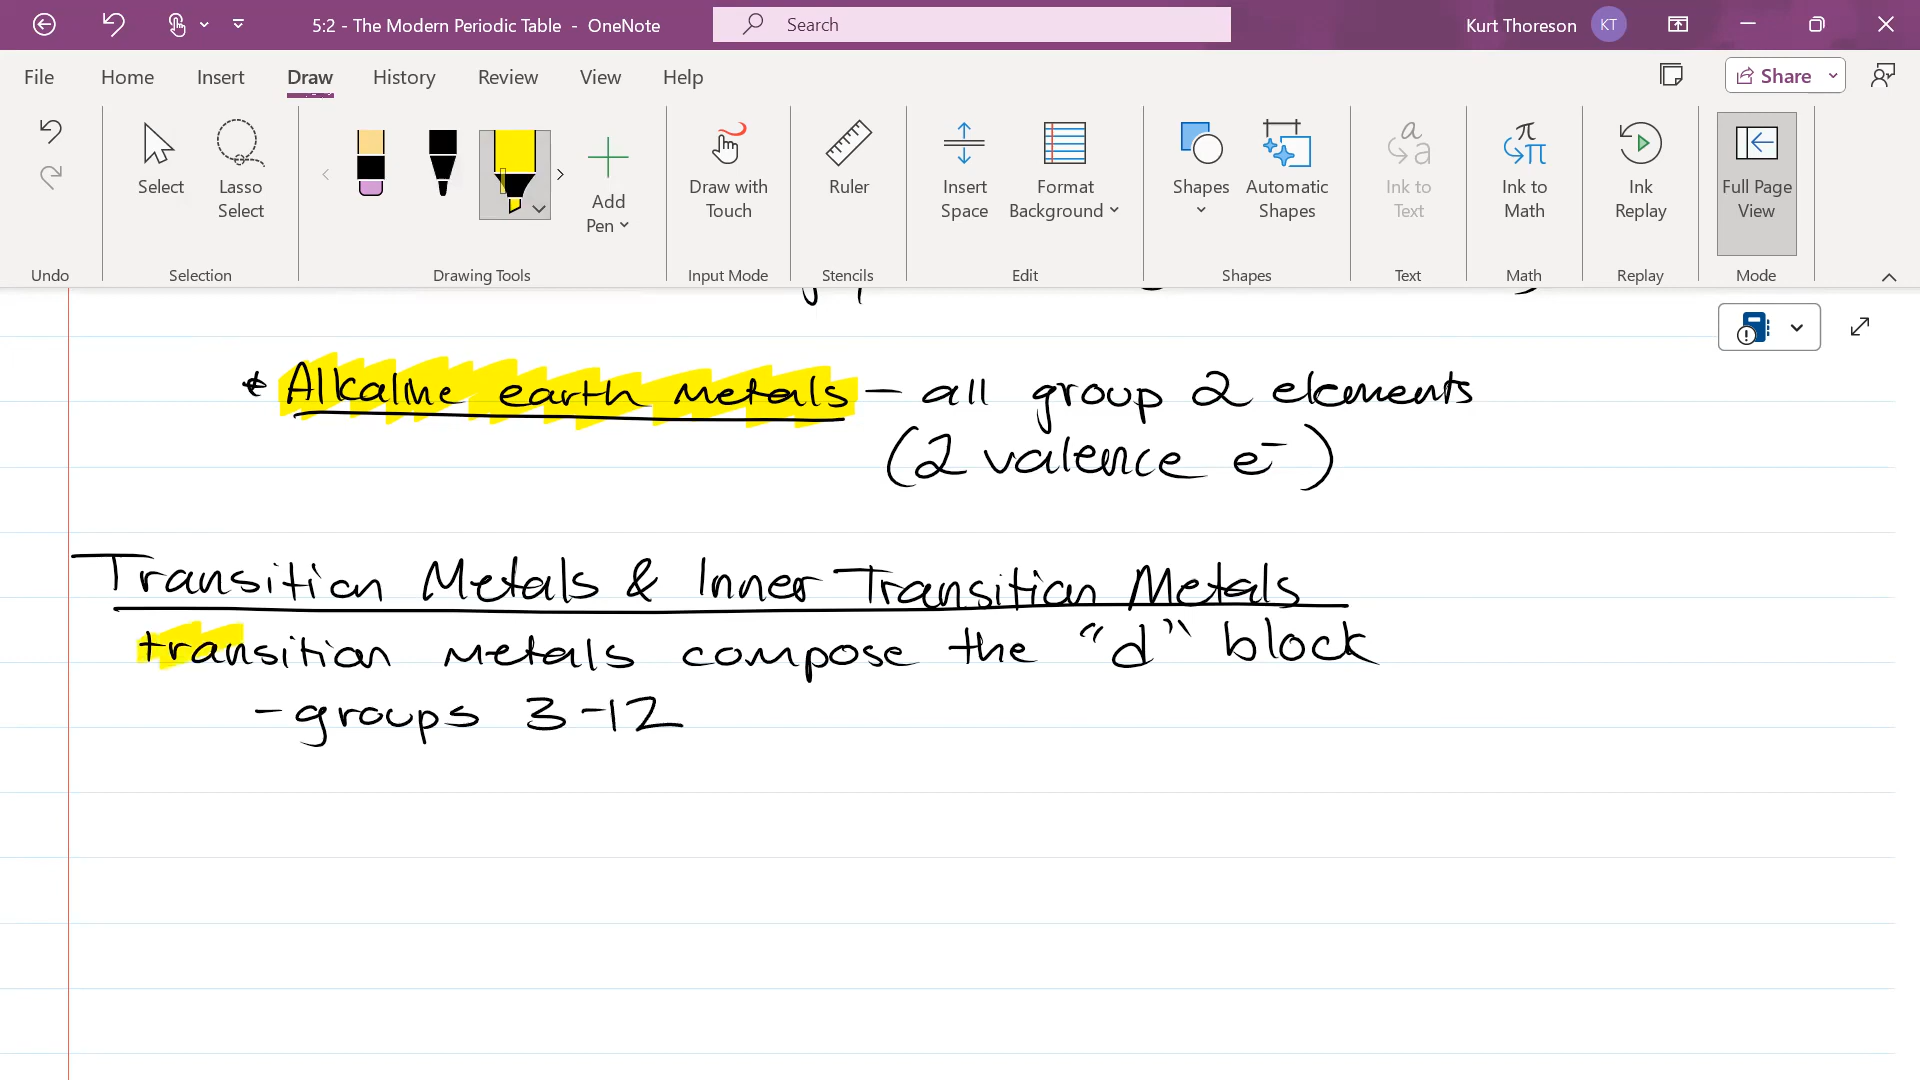 5:2 - The Modern Periodic Table - OneNote
Search
Kurt Thoreson KT
File Home Insert Draw History Review View Help
Share
Select
Lasso Select
Add Pen
Draw with Touch
Ruler
Insert Space
Format Background
Shapes
Automatic Shapes
Ink to Text
Ink to Math
Ink Replay
Full Page View
Undo Selection Drawing Tools Input Mode Stencils Edit Shapes Text Math Replay Mode
* Alkaline earth metals - all group 2 elements
(2 valence e⁻)
Transition Metals & Inner Transition Metals
transition metals compose the "d" block
- groups 3-12